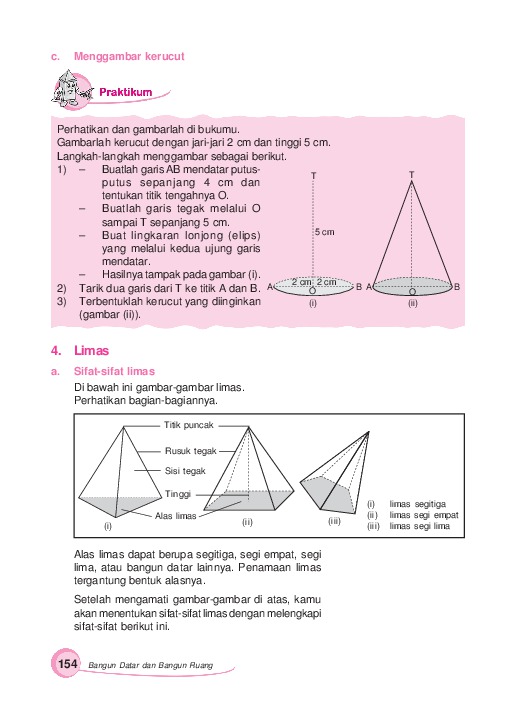 c. Menggambar kerucut
Praktikum
Perhatikan dan gambarlah di bukumu.
Gambarlah kerucut dengan jari-jari 2 cm dan tinggi 5 cm.
Langkah-langkah menggambar sebagai berikut.
1) – Buatlah garis AB mendatar putus-
putus sepanjang 4 cm dan
tentukan titik tengahnya O.
– Buatlah garis tegak melalui O
sampai T sepanjang 5 cm.
– Buat lingkaran lonjong (elips)
yang melalui kedua ujung garis
mendatar.
– Hasilnya tampak pada gambar (i).
2) Tarik dua garis dari T ke titik A dan B.
3) Terbentuklah kerucut yang diinginkan
(gambar (ii)).
T
5 cm
2 cm 2 cm
A O B
(i)
T
A O B
(ii)
4. Limas
a. Sifat-sifat limas
Di bawah ini gambar-gambar limas.
Perhatikan bagian-bagiannya.
Titik puncak
Rusuk tegak
Sisi tegak
Tinggi
Alas limas
(i)
(ii)
(iii)
(i) limas segitiga
(ii) limas segi empat
(iii) limas segi lima
Alas limas dapat berupa segitiga, segi empat, segi
lima, atau bangun datar lainnya. Penamaan limas
tergantung bentuk alasnya.
Setelah mengamati gambar-gambar di atas, kamu
akan menentukan sifat-sifat limas dengan melengkapi
sifat-sifat berikut ini.
154 Bangun Datar dan Bangun Ruang